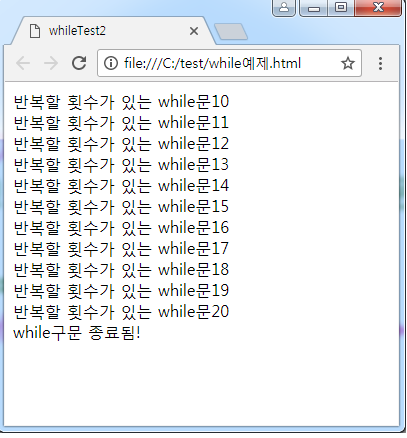 whileTest2
file:///C:/test/while예제.html
반복할 횟수가 있는 while문10
반복할 횟수가 있는 while문11
반복할 횟수가 있는 while문12
반복할 횟수가 있는 while문13
반복할 횟수가 있는 while문14
반복할 횟수가 있는 while문15
반복할 횟수가 있는 while문16
반복할 횟수가 있는 while문17
반복할 횟수가 있는 while문18
반복할 횟수가 있는 while문19
반복할 횟수가 있는 while문20
while구문 종료됨!